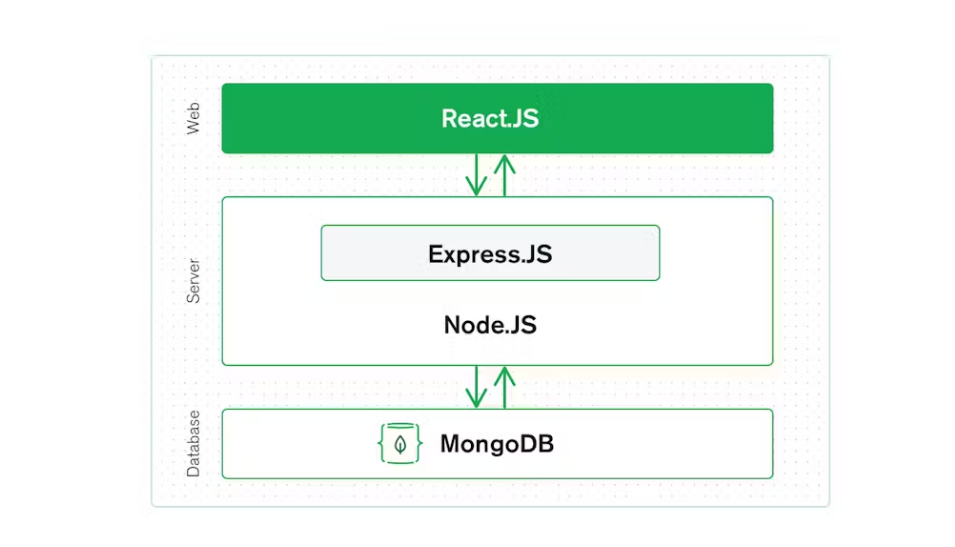 Web
React.JS
Server
Express.JS
Node.JS
Database
MongoDB